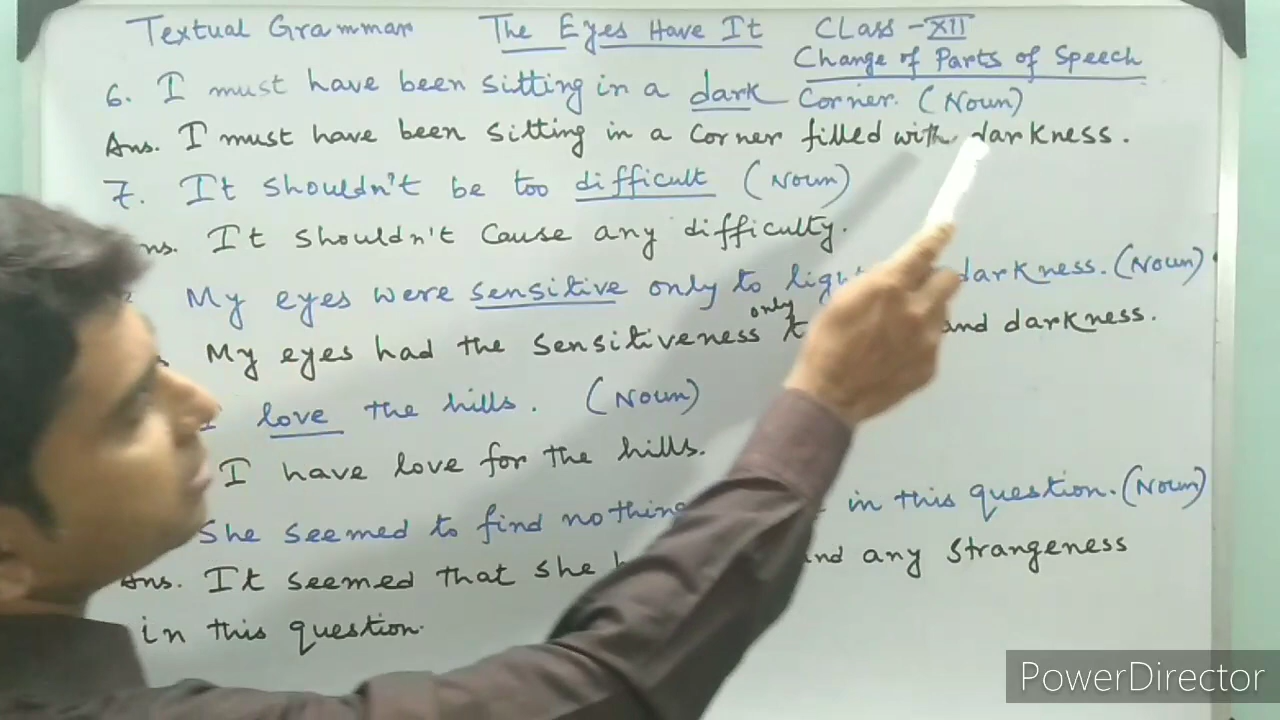 Textual Grammar The Eyes Have It Class - XII
Change of Parts of Speech
6. I must have been sitting in a dark corner. (Noun)
Ans. I must have been sitting in a corner filled with darkness.
7. It shouldn't be too difficult (Noun)
Ans. It shouldn't cause any difficulty.
My eyes were sensitive only to darkness. (Noun)
My eyes had the sensitiveness only and darkness.
I love the hills. (Noun)
I have love for the hills.
She seemed to find nothing in this question. (Noun)
Ans. It seemed that she any strangeness
in this question.
PowerDirector